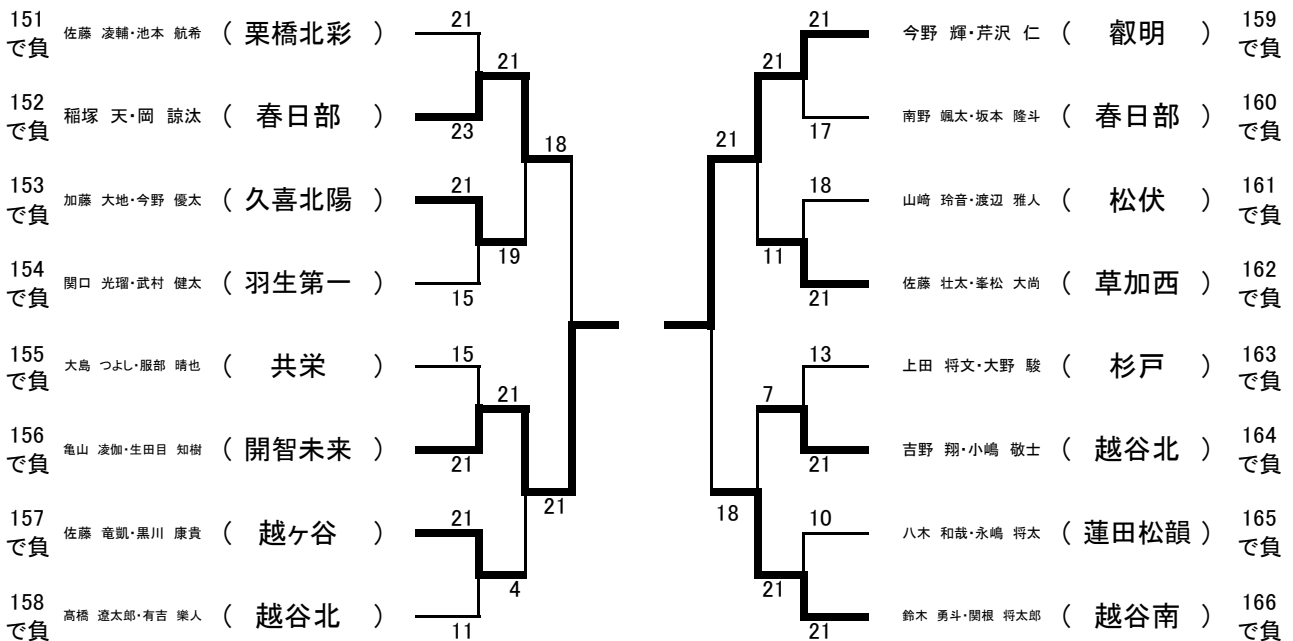 151
で負
佐藤 凌輔・池本 航希 ( 栗橋北彩 )
21
21
152
で負
稲塚 天・岡 諒汰 ( 春日部 )
23
18
153
で負
加藤 大地・今野 優太 ( 久喜北陽 )
21
19
154
で負
関口 光瑠・武村 健太 ( 羽生第一 )
15
155
で負
大島 つよし・服部 晴也 ( 共栄 )
15
21
156
で負
亀山 凌伽・生田目 知樹 ( 開智未来 )
21
21
157
で負
佐藤 竜凱・黒川 康貴 ( 越ヶ谷 )
21
4
158
で負
髙橋 遼太郎・有吉 樂人 ( 越谷北 )
11
21
今野 輝・芹沢 仁 ( 叡明 )
159
で負
21
17
南野 颯太・坂本 隆斗 ( 春日部 )
160
で負
21
18
山﨑 玲音・渡辺 雅人 ( 松伏 )
161
で負
11
21
佐藤 壮太・峯松 大尚 ( 草加西 )
162
で負
13
上田 将文・大野 駿 ( 杉戸 )
163
で負
7
21
吉野 翔・小嶋 敬士 ( 越谷北 )
164
で負
18
10
八木 和哉・永嶋 将太 ( 蓮田松韻 )
165
で負
21
21
鈴木 勇斗・関根 将太郎 ( 越谷南 )
166
で負